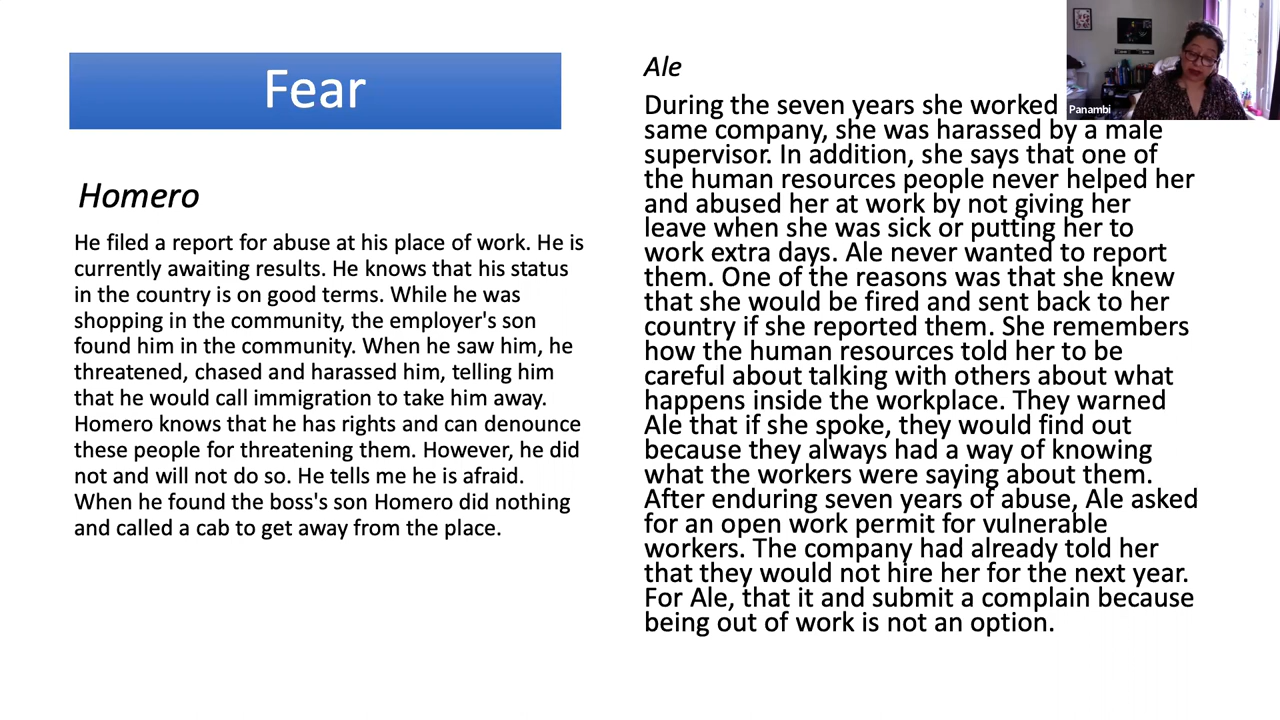 Fear
Homero
He filed a report for abuse at his place of work. He is
currently awaiting results. He knows that his status
in the country is on good terms. While he was
shopping in the community, the employer's son
found him in the community. When he saw him, he
threatened, chased and harassed him, telling him
that he would call immigration to take him away.
Homero knows that he has rights and can denounce
these people for threatening them. However, he did
not and will not do so. He tells me he is afraid.
When he found the boss's son Homero did nothing
and called a cab to get away from the place.
Ale
During the seven years she worked
same company, she was harassed by a male
supervisor. In addition, she says that one of
the human resources people never helped her
and abused her at work by not giving her
leave when she was sick or putting her to
work extra days. Ale never wanted to report
them. One of the reasons was that she knew
that she would be fired and sent back to her
country if she reported them. She remembers
how the human resources told her to be
careful about talking with others about what
happens inside the workplace. They warned
Ale that if she spoke, they would find out
because they always had a way of knowing
what the workers were saying about them.
After enduring seven years of abuse, Ale asked
for an open work permit for vulnerable
workers. The company had already told her
that they would not hire her for the next year.
For Ale, that it and submit a complain because
being out of work is not an option.
Panambi